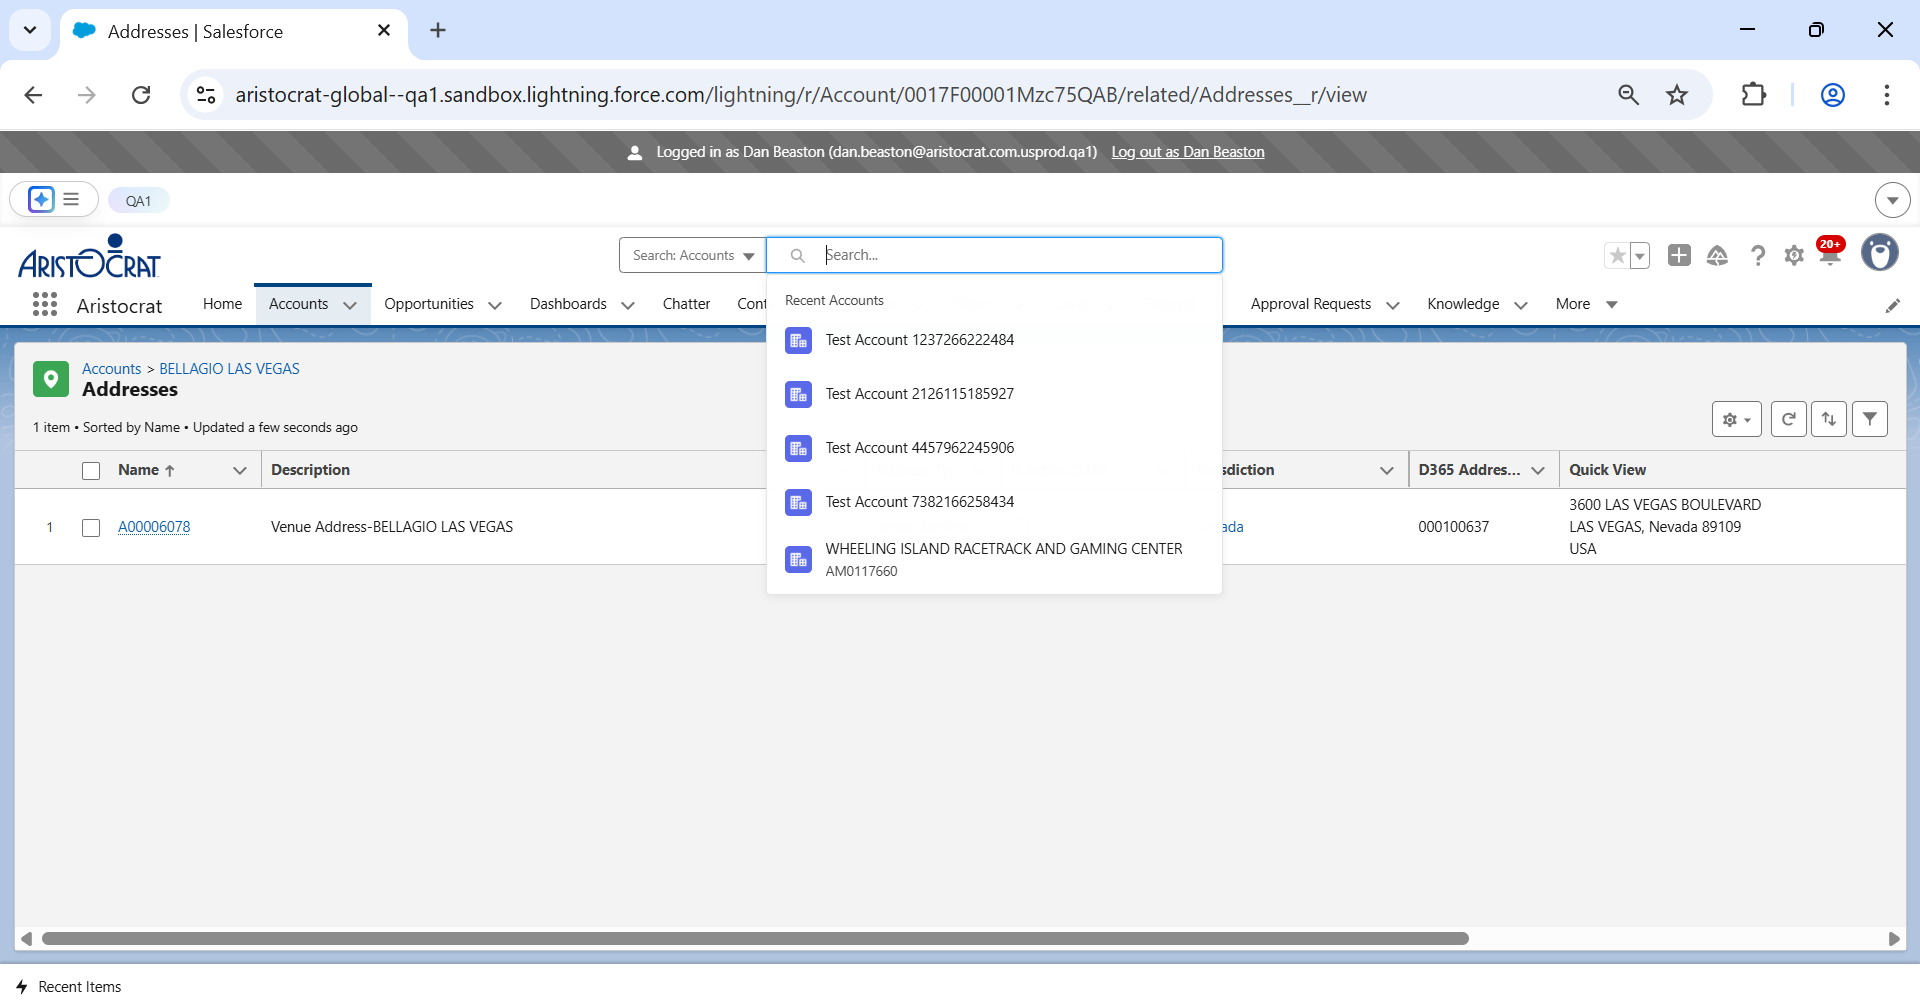 Addresses | Salesforce
aristocrat-global--qa1.sandbox.lightning.force.com/lightning/r/Account/0017F00001Mzc75QAB/related/Addresses__r/view
Logged in as Dan Beaston (dan.beaston@aristocrat.com.usprod.qa1) Log out as Dan Beaston
QA1
ARISTOCRAT
Search: Accounts
Search...
20+
Aristocrat
Home
Accounts
Opportunities
Dashboards
Chatter
Cont
Approval Requests
Knowledge
More
Recent Accounts
Test Account 1237266222484
Test Account 2126115185927
Test Account 4457962245906
Test Account 7382166258434
WHEELING ISLAND RACETRACK AND GAMING CENTER
AM0117660
Accounts > BELLAGIO LAS VEGAS
Addresses
1 item • Sorted by Name • Updated a few seconds ago
Name
Description
diction
D365 Addres...
Quick View
1
A00006078
Venue Address-BELLAGIO LAS VEGAS
ada
000100637
3600 LAS VEGAS BOULEVARD
LAS VEGAS, Nevada 89109
USA
Recent Items